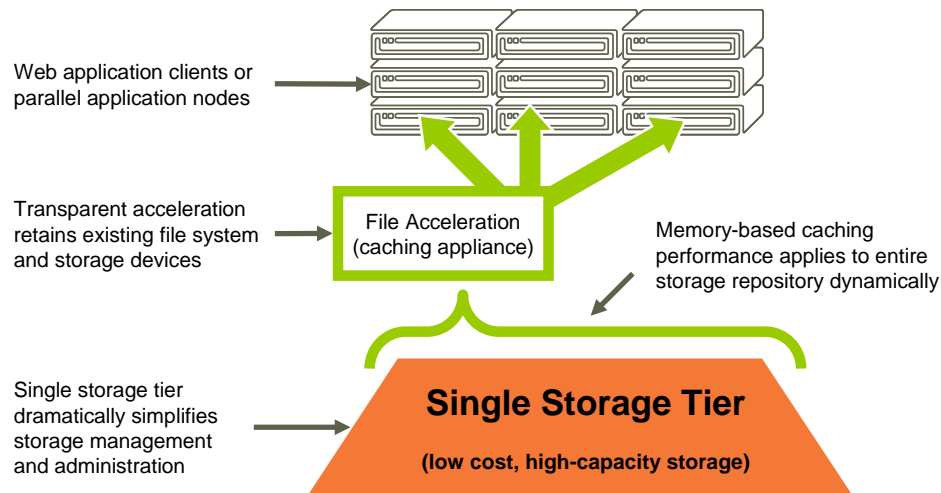 Web application clients or
parallel application nodes
Transparent acceleration
retains existing file system
and storage devices
File Acceleration
(caching appliance)
Memory-based caching
performance applies to entire
storage repository dynamically
Single storage tier
dramatically simplifies
storage management
and administration
Single Storage Tier
(low cost, high-capacity storage)